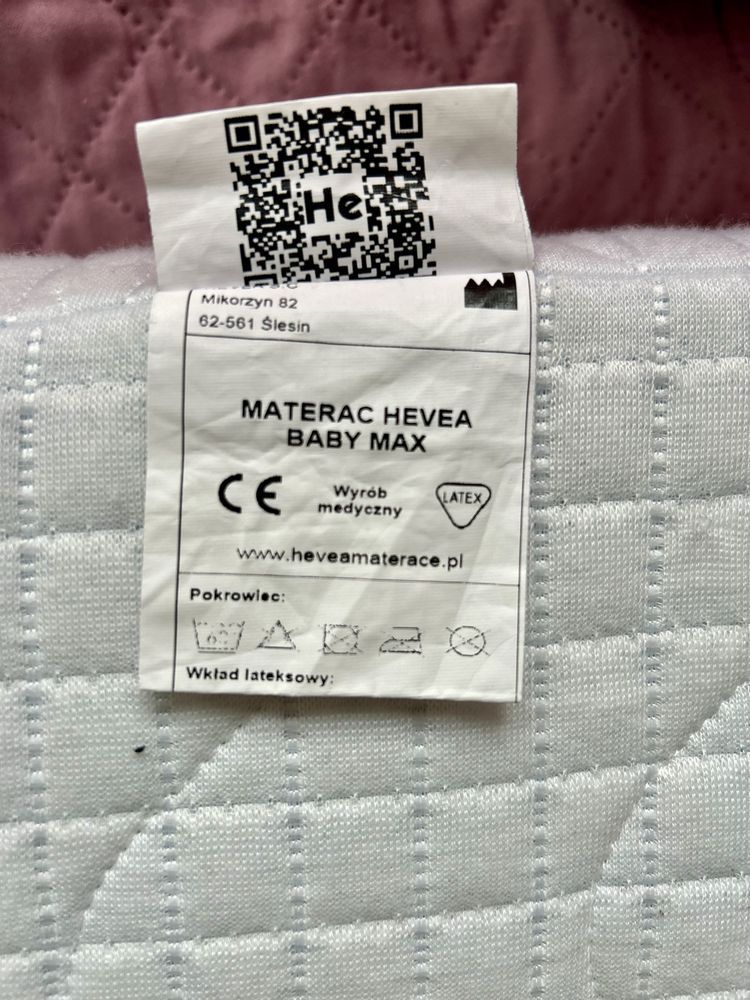 He
Mikorzyn 82
62-561 Ślesin
MATERAC HEVEA
BABY MAX
CE
Wyrób
medyczny
LATEX
www.heveamaterace.pl
Pokrowiec:
60
Wkład lateksowy: